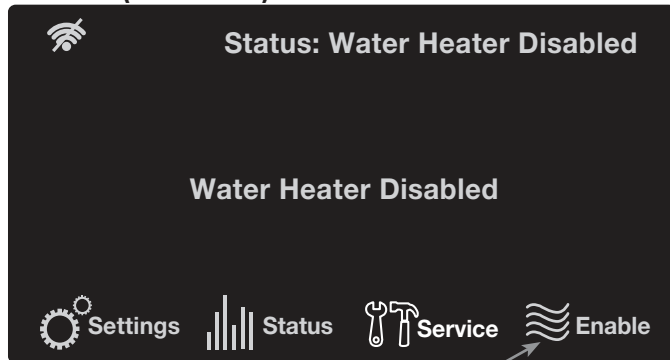 Status: Water Heater Disabled
Water Heater Disabled
Settings Status Service Enable